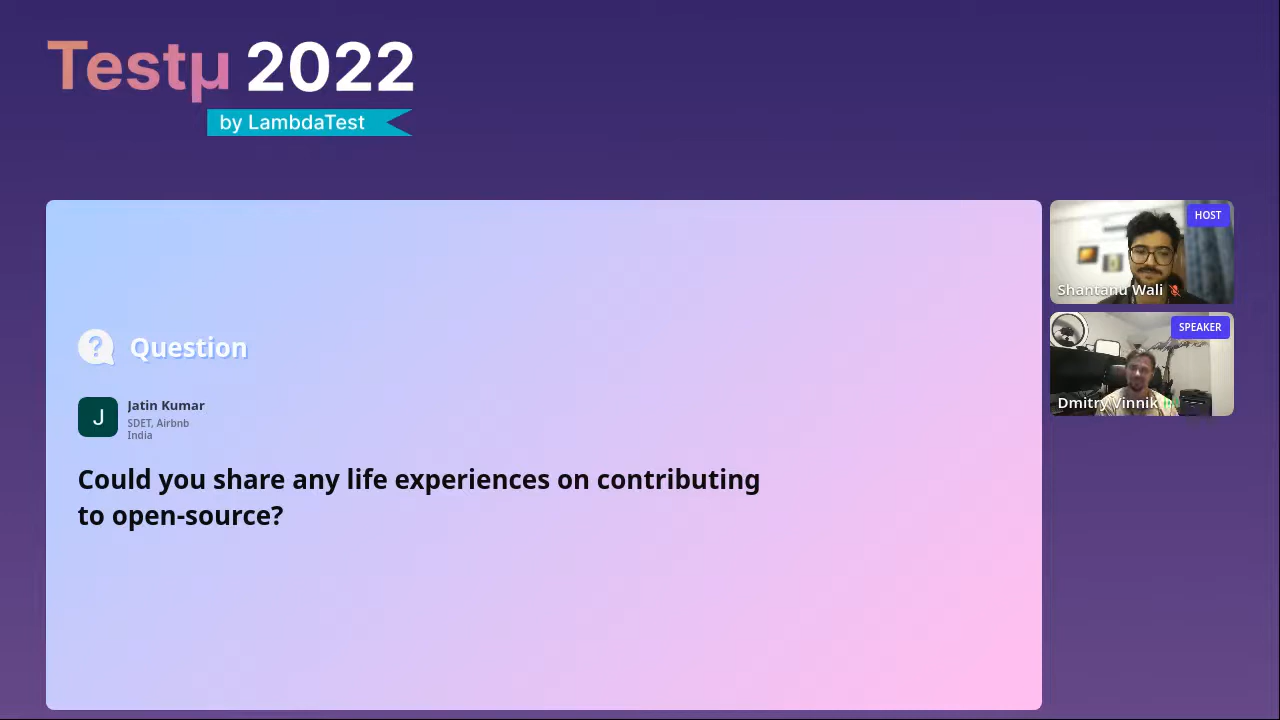 Testμ 2022
by LambdaTest
HOST
Shantanu Wali
SPEAKER
Dmitry Vinnik
? Question
J
Jatin Kumar
SDET, Airbnb
India
Could you share any life experiences on contributing
to open-source?